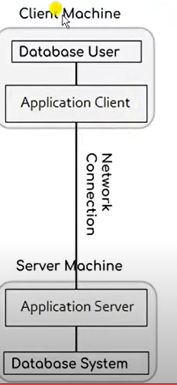 Client Machine
Database User
Application Client
Network
Connection
Server Machine
Application Server
Database System